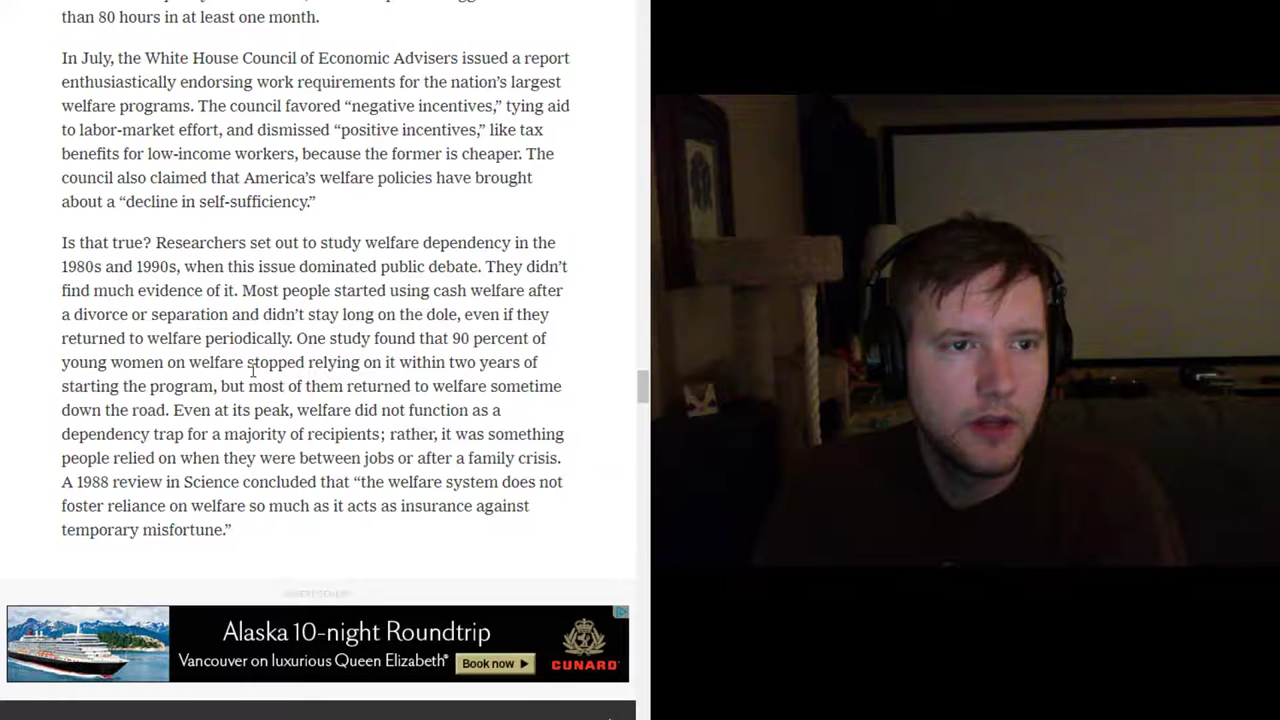 than 80 hours in at least one month.
In July, the White House Council of Economic Advisers issued a report
enthusiastically endorsing work requirements for the nation’s largest
welfare programs. The council favored “negative incentives,” tying aid
to labor-market effort, and dismissed “positive incentives,” like tax
benefits for low-income workers, because the former is cheaper. The
council also claimed that America’s welfare policies have brought
about a “decline in self-sufficiency.”
Is that true? Researchers set out to study welfare dependency in the
1980s and 1990s, when this issue dominated public debate. They didn’t
find much evidence of it. Most people started using cash welfare after
a divorce or separation and didn’t stay long on the dole, even if they
returned to welfare periodically. One study found that 90 percent of
young women on welfare stopped relying on it within two years of
starting the program, but most of them returned to welfare sometime
down the road. Even at its peak, welfare did not function as a
dependency trap for a majority of recipients; rather, it was something
people relied on when they were between jobs or after a family crisis.
A 1988 review in Science concluded that “the welfare system does not
foster reliance on welfare so much as it acts as insurance against
temporary misfortune.”
ADVERTISEMENT
Alaska 10-night Roundtrip
Vancouver on luxurious Queen Elizabeth®
Book now
CUNARD®